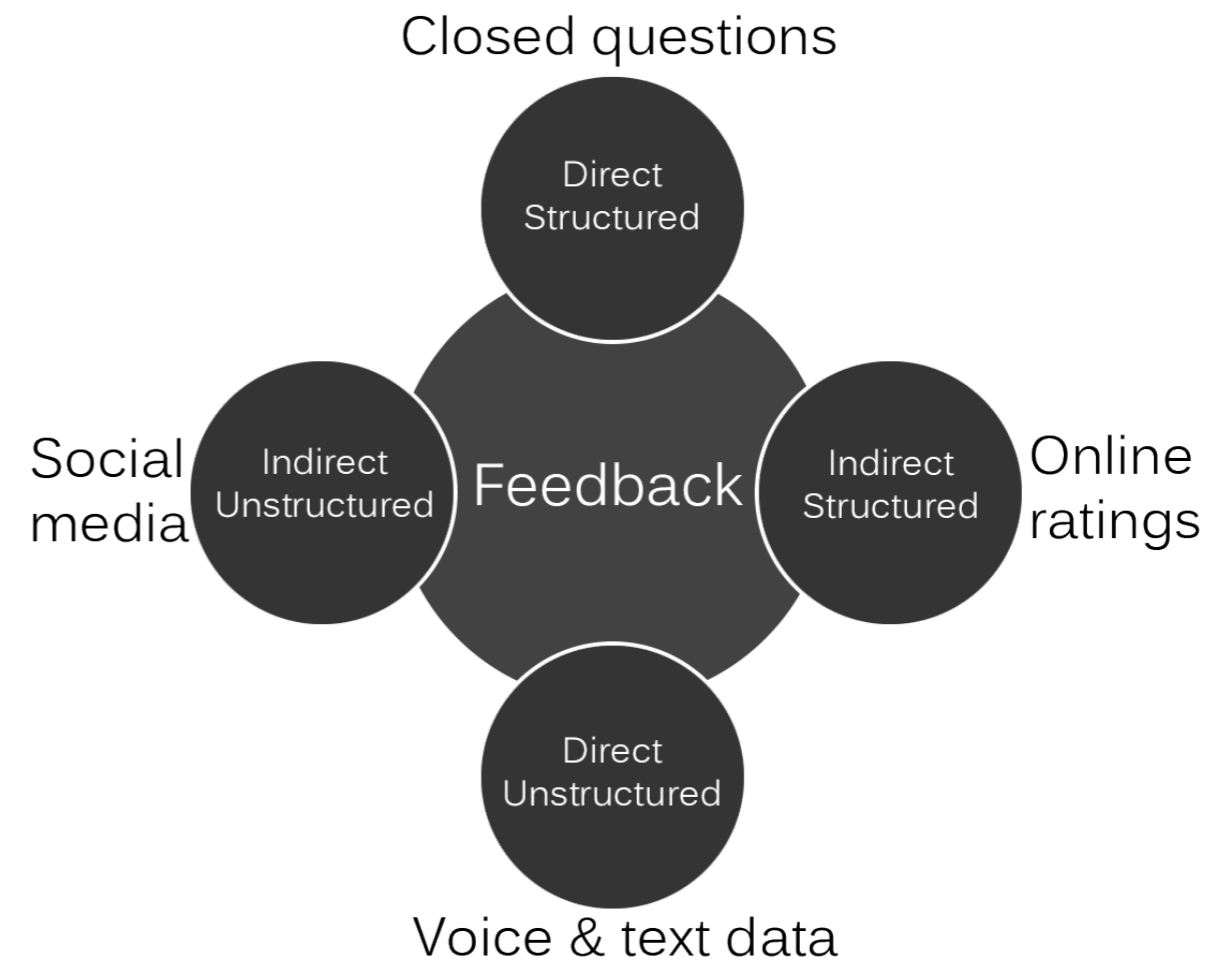 Closed questions
Direct
Structured
Social
media
Indirect
Unstructured
Feedback
Indirect
Structured
Online
ratings
Direct
Unstructured
Voice & text data